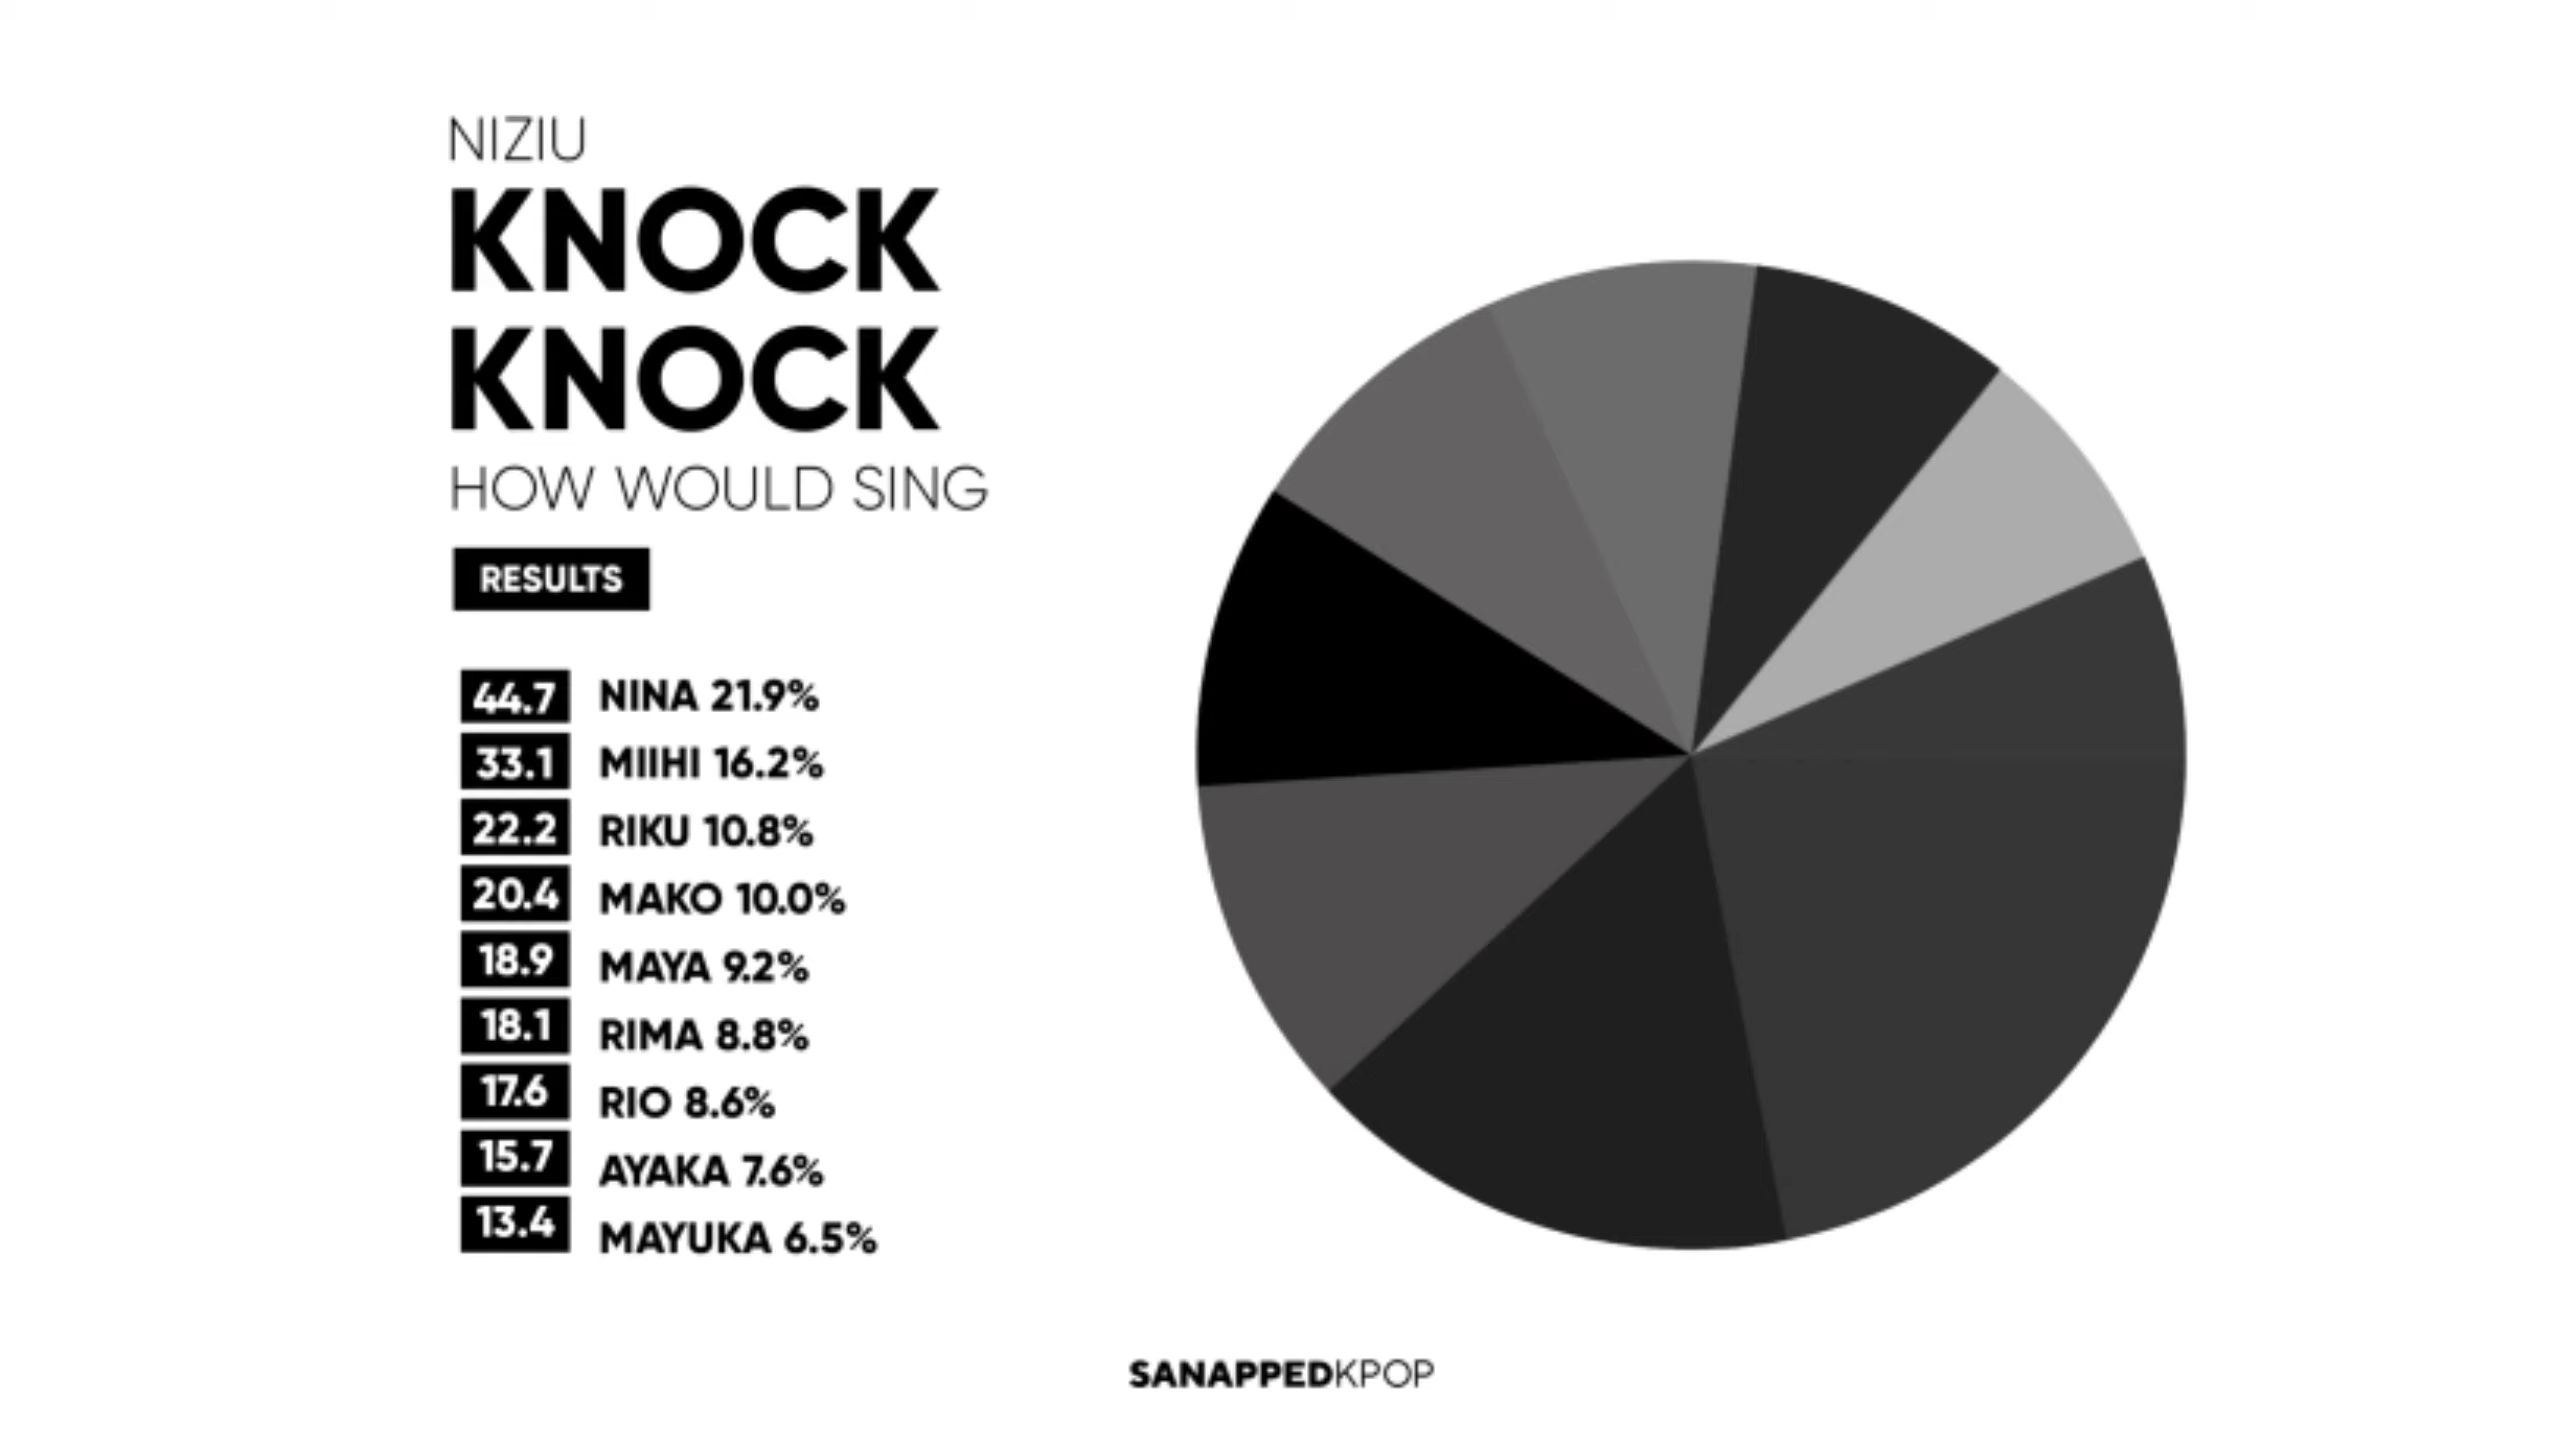 NIZIU
KNOCK
KNOCK
HOW WOULD SING
RESULTS
44.7 NINA 21.9%
33.1 MIIHI 16.2%
22.2 RIKU 10.8%
20.4 MAKO 10.0%
18.9 MAYA 9.2%
18.1 RIMA 8.8%
17.6 RIO 8.6%
15.7 AYAKA 7.6%
13.4 MAYUKA 6.5%
SANAPPEDKPOP